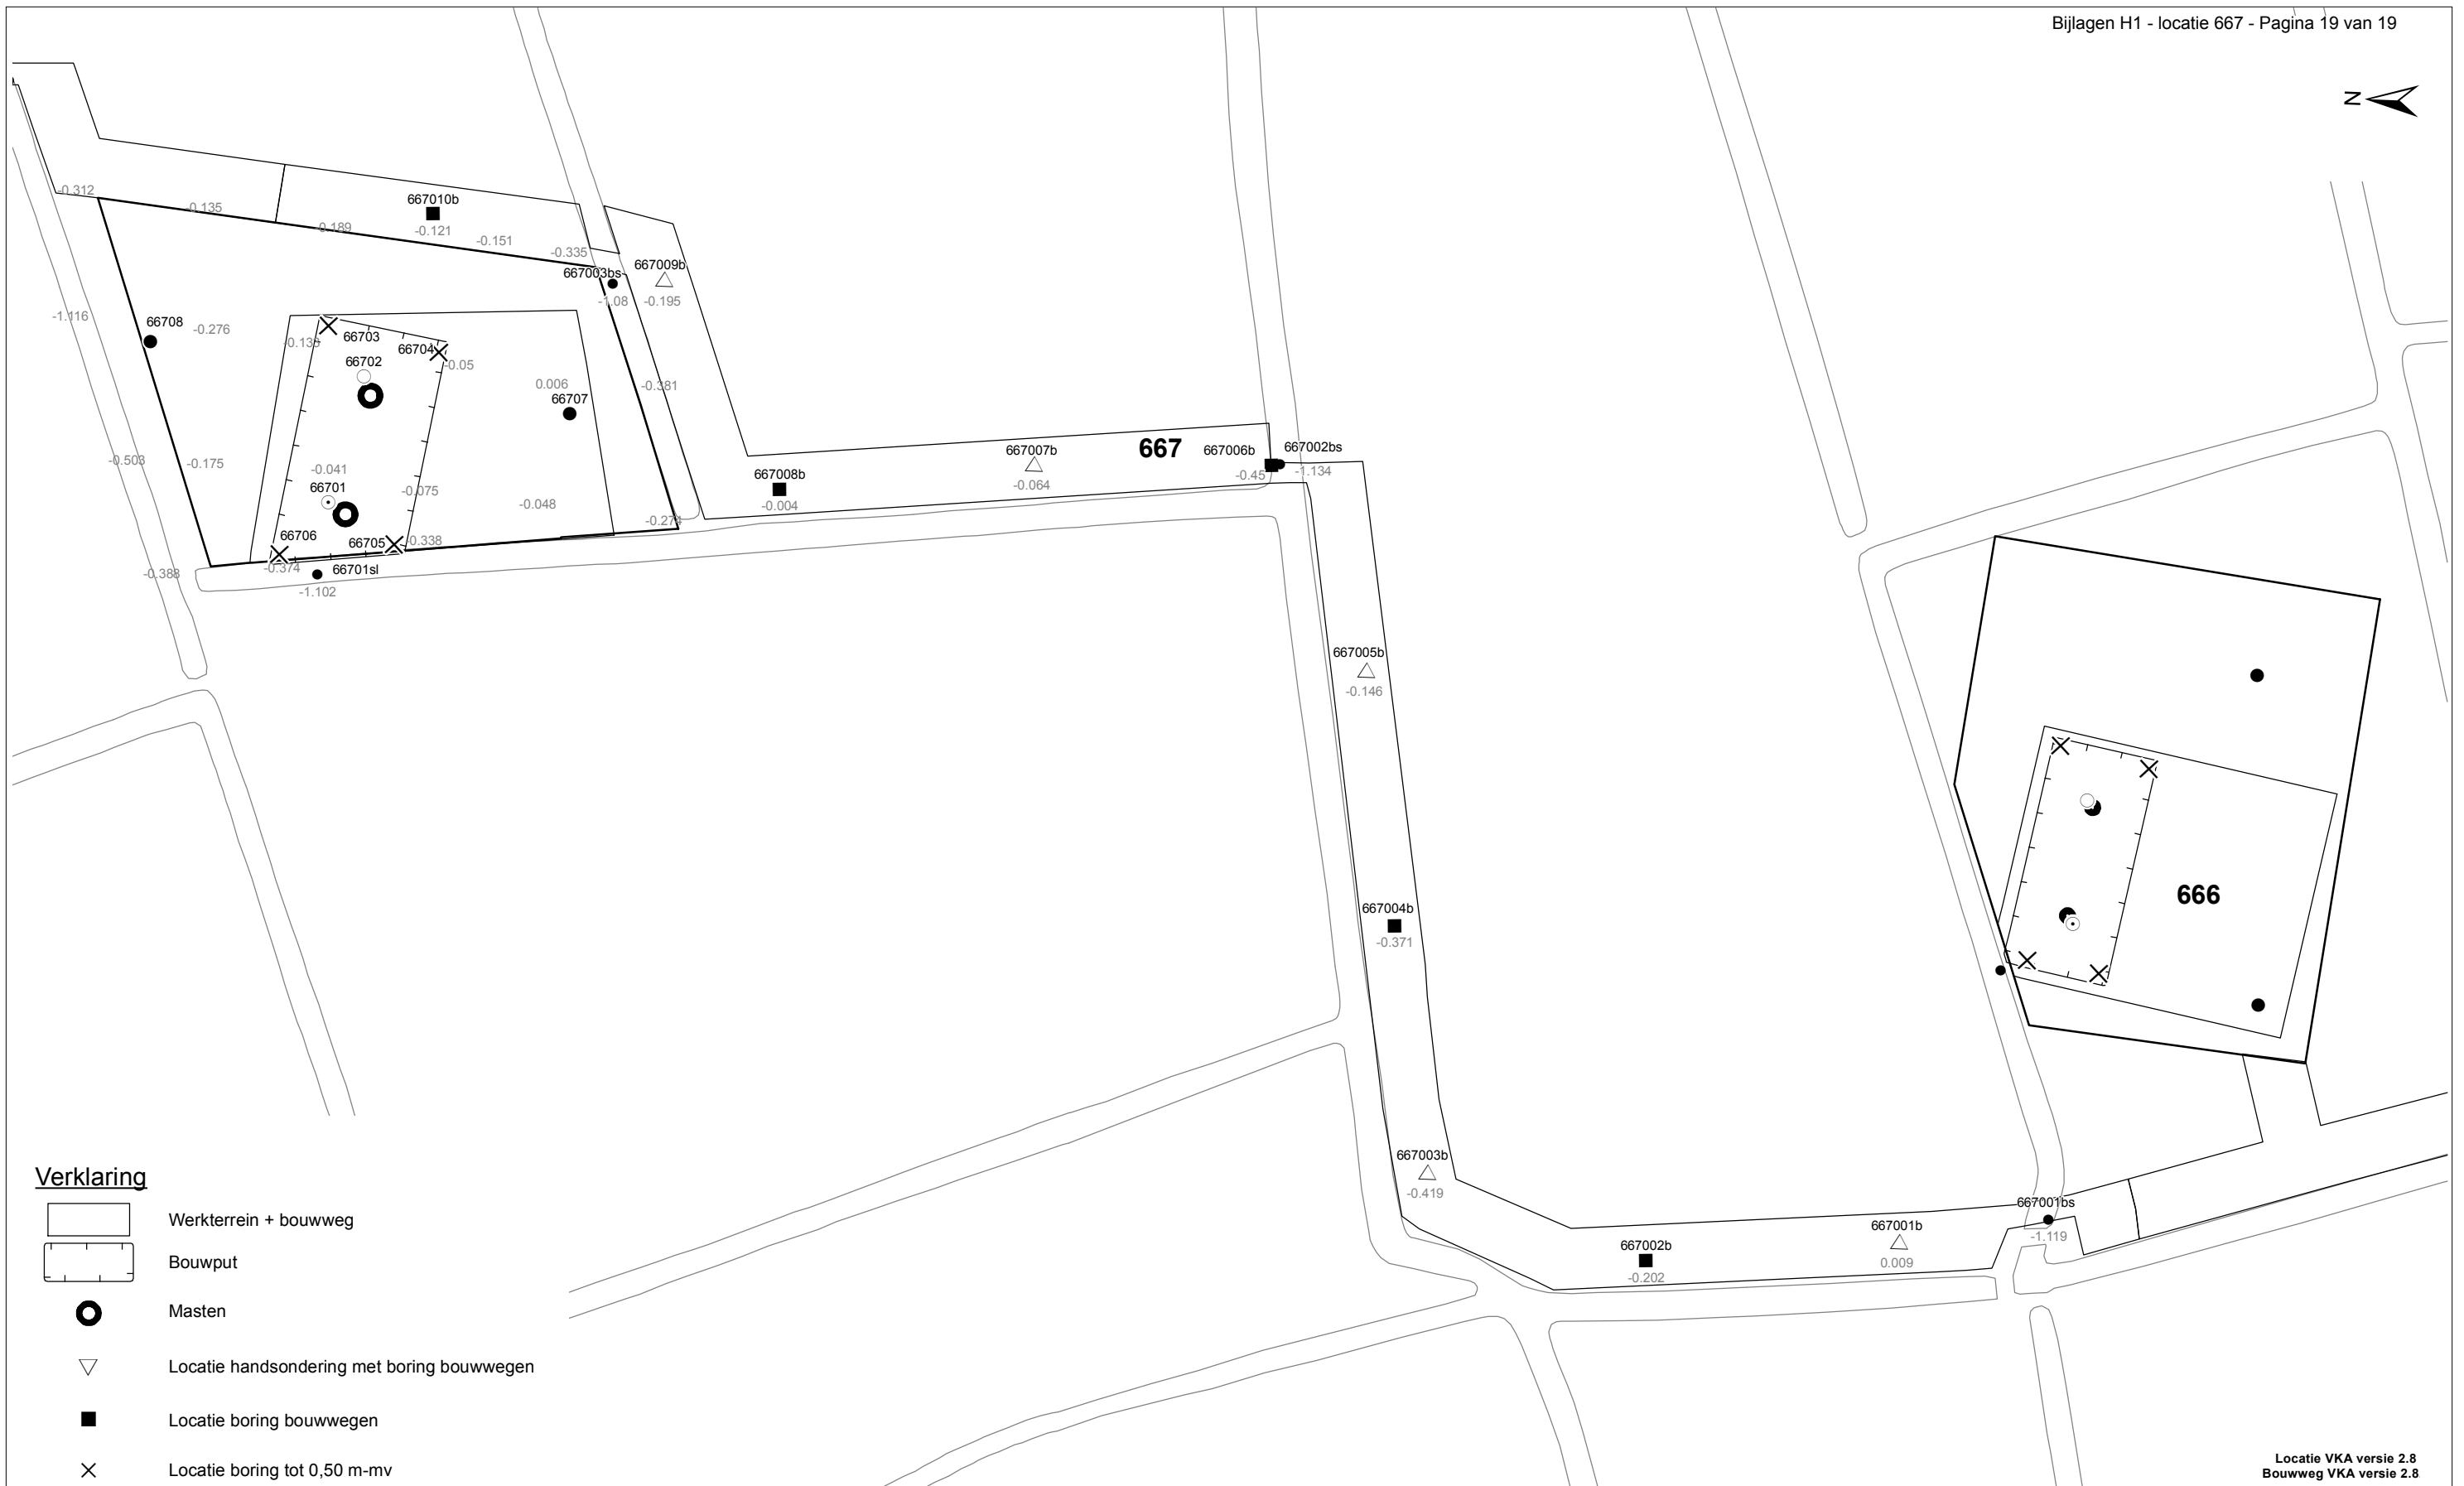 Bijlagen H1 - locatie 667 - Pagina 19 van 19
N
-0.312
-0.135
-0.189
667010b
-0.121
-0.151
-0.335
667003bs
-1.08
667009b
-0.195
-1.116
66708
-0.276
66703
66702
66704
-0.05
0.006
66707
-0.381
-0.503
-0.175
-0.041
66701
-0.075
-0.048
-0.274
66706
66705
-0.338
-0.374
66701sl
-1.102
-0.388
667008b
-0.004
667007b
-0.064
667
667006b
-0.45
667002bs
-1.134
667005b
-0.146
667004b
-0.371
667003b
-0.419
667002b
-0.202
667001b
0.009
667001bs
-1.119
666
Verklaring
Werkterrein + bouwweg
Bouwput
Masten
Locatie handsondering met boring bouwwegen
Locatie boring bouwwegen
Locatie boring tot 0,50 m-mv
Locatie VKA versie 2.8
Bouwweg VKA versie 2.8